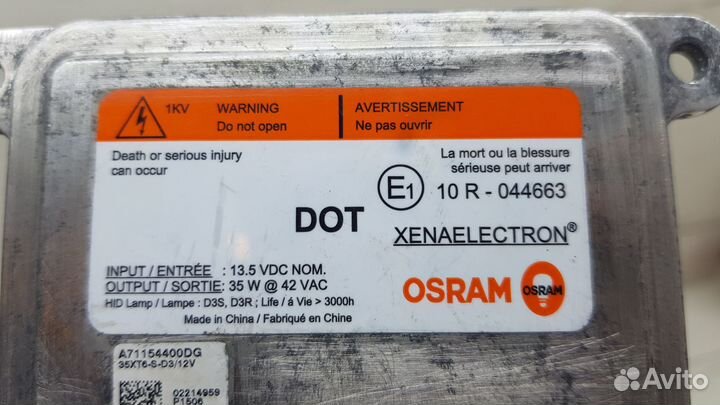 1KV
WARNING
Do not open
AVERTISSEMENT
Ne pas ouvrir
Death or serious injury
can occur
La mort ou la blessure
sérieuse peut arriver
E1 10 R - 044663
DOT
XENAELECTRON®
INPUT / ENTRÉE : 13.5 VDC NOM.
OUTPUT / SORTIE: 35 W @ 42 VAC
HID Lamp / Lampe : D3S, D3R ; Life / á Vie > 3000h
Made in China / Fabriqué en Chine
OSRAM OSRAM
A71154400DG
35XT6-S-D3/12V
02214959
P1506
Avito